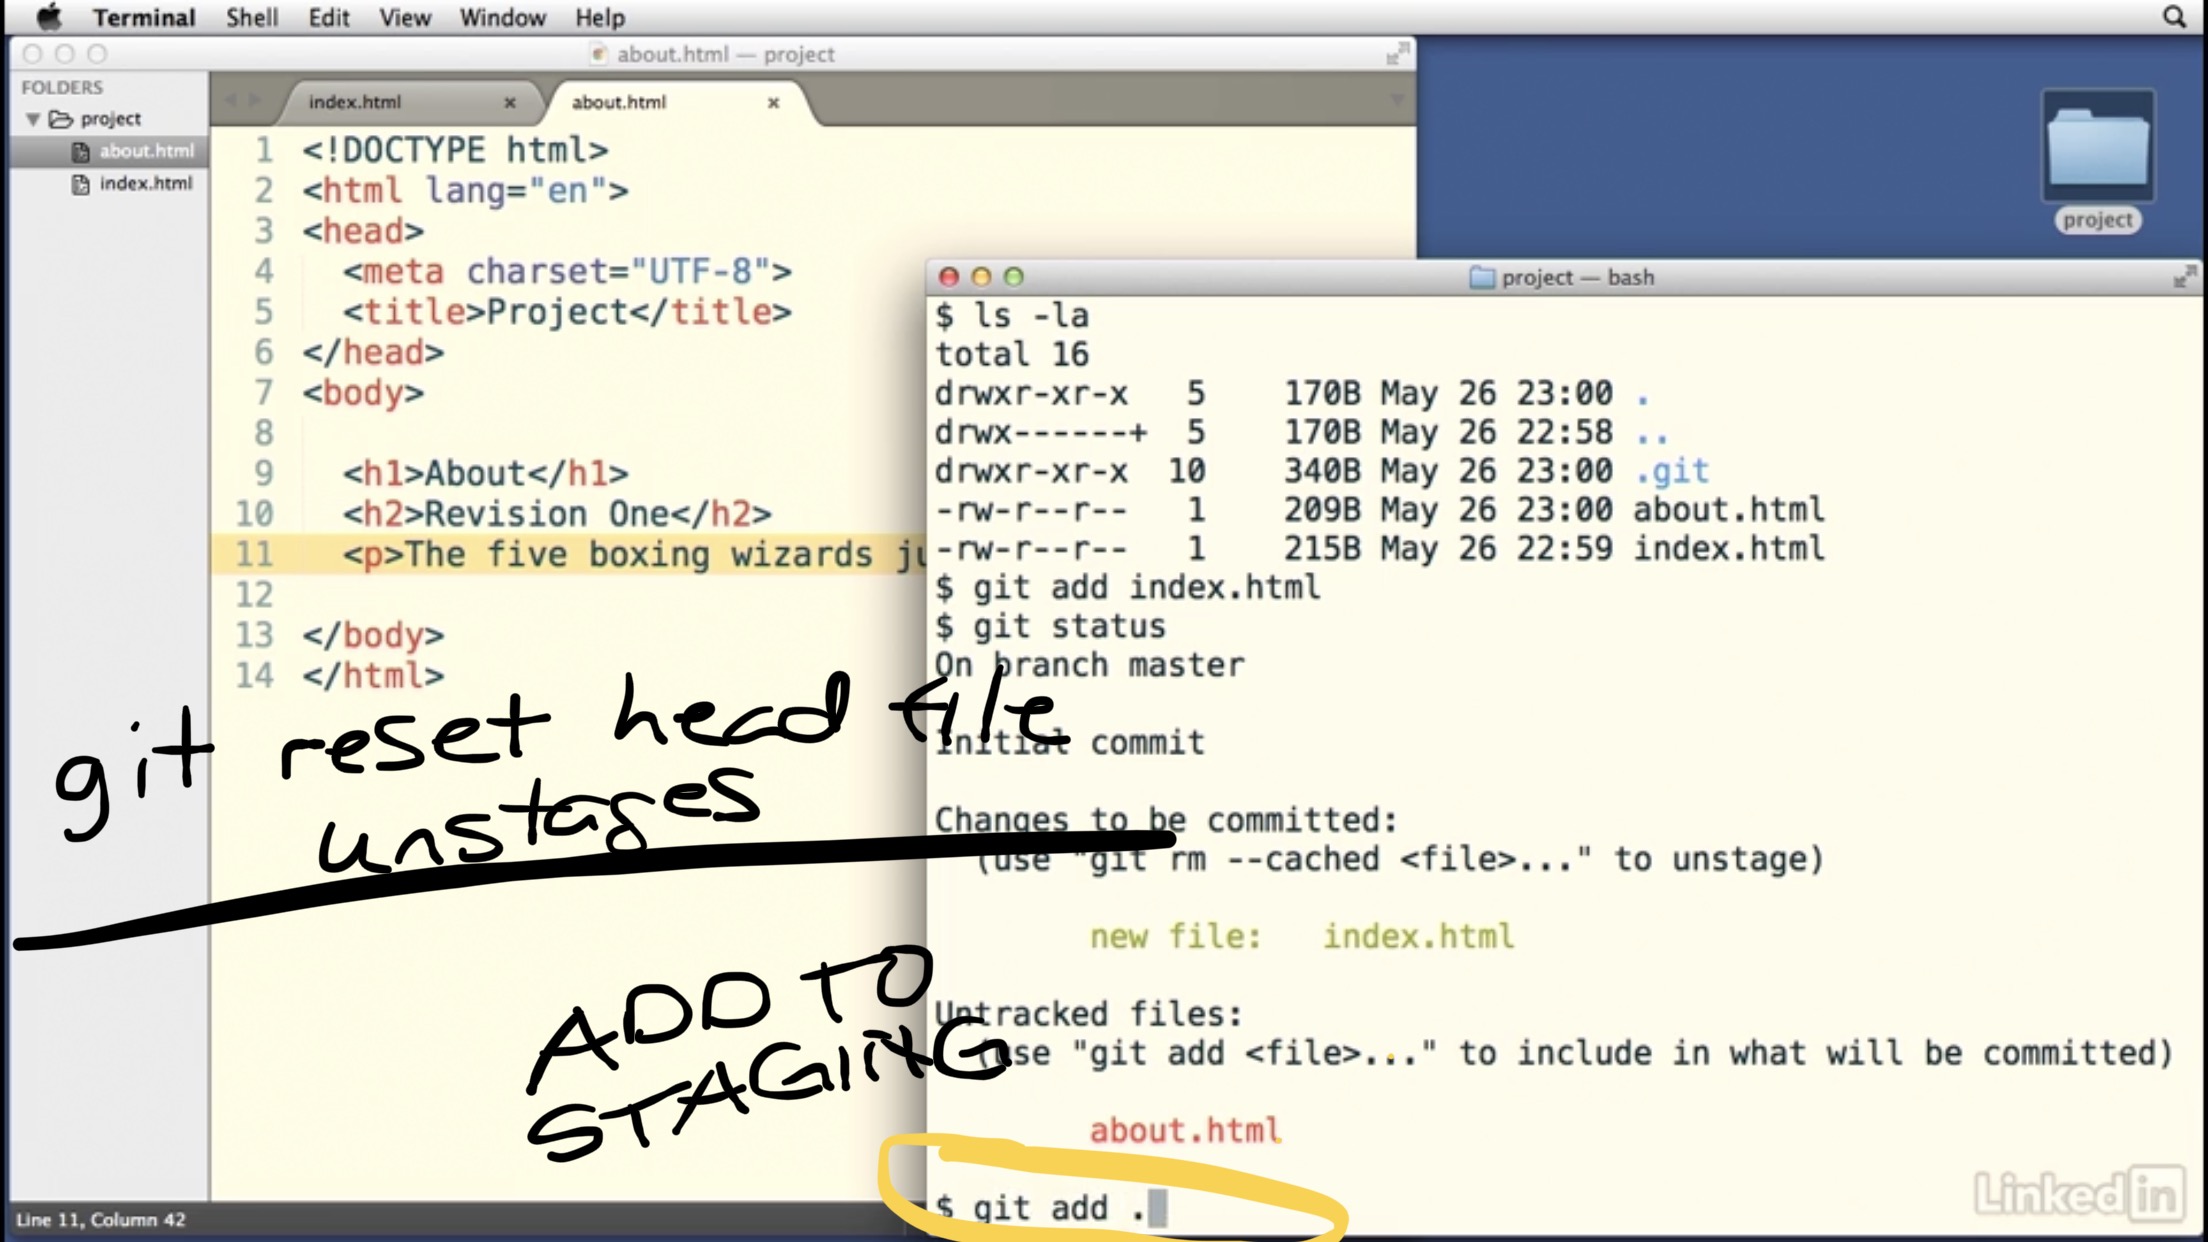 Terminal Shell Edit View Window Help
about.html — project
FOLDERS
project
about.html
index.html
index.html × about.html ×
1 <!DOCTYPE html>
2 <html lang="en">
3 <head>
4 <meta charset="UTF-8">
5 <title>Project</title>
6 </head>
7 <body>
8
9 <h1>About</h1>
10 <h2>Revision One</h2>
11 <p>The five boxing wizards ju
12
13 </body>
14 </html>
Line 11, Column 42
project
project — bash
$ ls -la
total 16
drwxr-xr-x 5 170B May 26 23:00 .
drwx------+ 5 170B May 26 22:58 ..
drwxr-xr-x 10 340B May 26 23:00 .git
-rw-r--r-- 1 209B May 26 23:00 about.html
-rw-r--r-- 1 215B May 26 22:59 index.html
$ git add index.html
$ git status
On branch master
Initial commit
Changes to be committed:
(use "git rm --cached <file>..." to unstage)
new file: index.html
Untracked files:
(use "git add <file>..." to include in what will be committed)
about.html
$ git add .
git reset head file
unstages
ADD TO
STAGING
Linked in